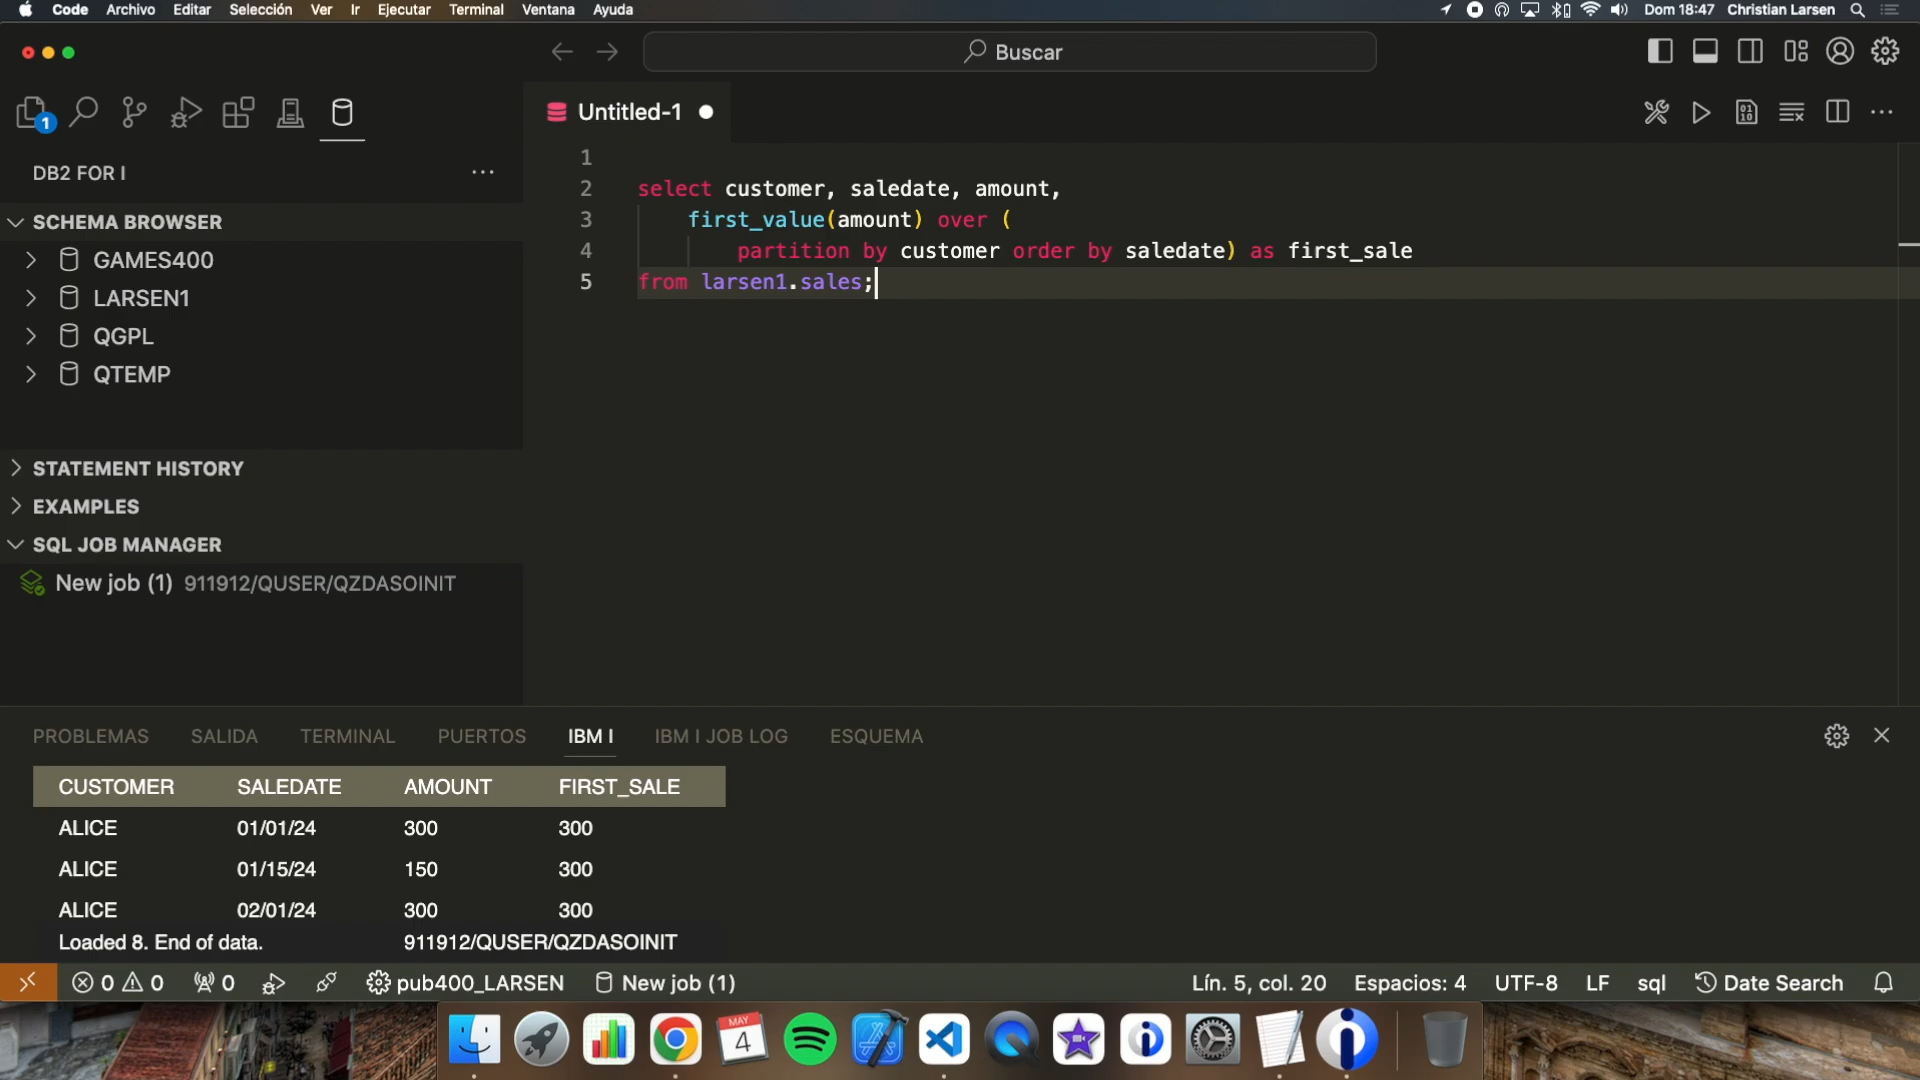 Code Archivo Editar Selección Ver Ir Ejecutar Terminal Ventana Ayuda Dom 18:47 Christian Larsen
Buscar
1
Untitled-1
DB2 FOR I
SCHEMA BROWSER
GAMES400
LARSEN1
QGPL
QTEMP
STATEMENT HISTORY
EXAMPLES
SQL JOB MANAGER
New job (1) 911912/QUSER/QZDASOINIT
1
2 select customer, saledate, amount,
3 first_value(amount) over (
4 partition by customer order by saledate) as first_sale
5 from larsen1.sales;
PROBLEMAS SALIDA TERMINAL PUERTOS IBM I IBM I JOB LOG ESQUEMA
CUSTOMER SALEDATE AMOUNT FIRST_SALE
ALICE 01/01/24 300 300
ALICE 01/15/24 150 300
ALICE 02/01/24 300 300
Loaded 8. End of data. 911912/QUSER/QZDASOINIT
0 0 0 pub400_LARSEN New job (1) Lín. 5, col. 20 Espacios: 4 UTF-8 LF sql Date Search
MAY
4